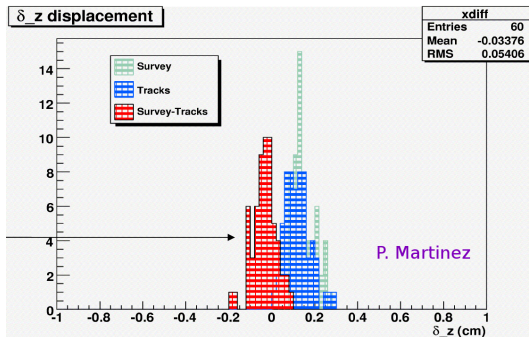 δ_z displacement
xdiff
Entries 60
Mean -0.03376
RMS 0.05406
Survey
Tracks
Survey-Tracks
14
12
10
8
6
4
2
0
P. Martinez
-1 -0.8 -0.6 -0.4 -0.2 0 0.2 0.4 0.6 0.8 1
δ_z (cm)